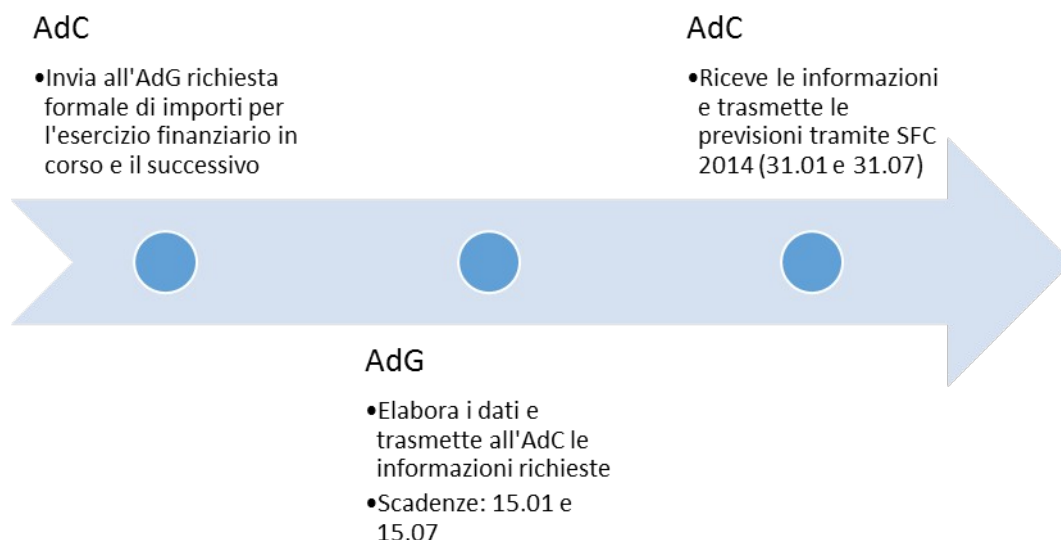 AdC
•Invia all'AdG richiesta
formale di importi per
l'esercizio finanziario in
corso e il successivo
AdG
•Elabora i dati e
trasmette all'AdC le
informazioni richieste
•Scadenze: 15.01 e
15.07
AdC
•Riceve le informazioni
e trasmette le
previsioni tramite SFC
2014 (31.01 e 31.07)